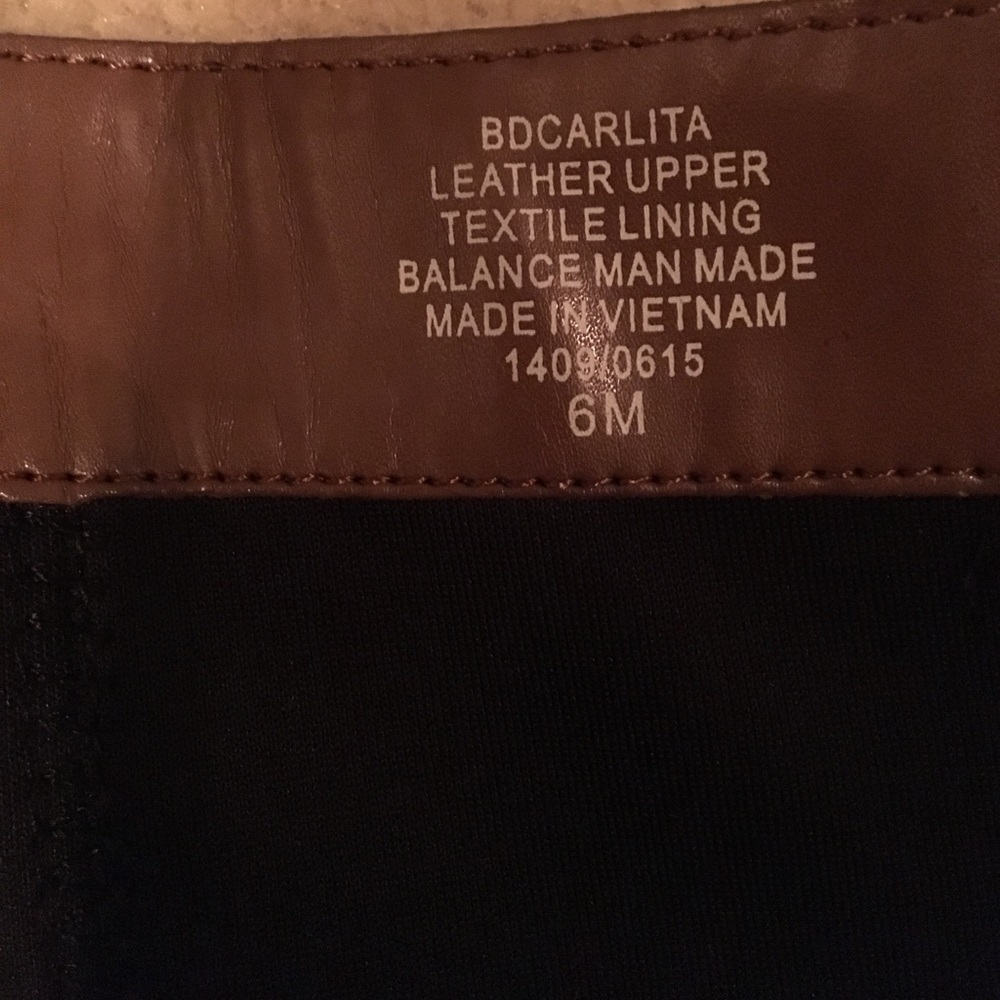 BDCARLITA
LEATHER UPPER
TEXTILE LINING
BALANCE MAN MADE
MADE IN VIETNAM
1409/0615
6M